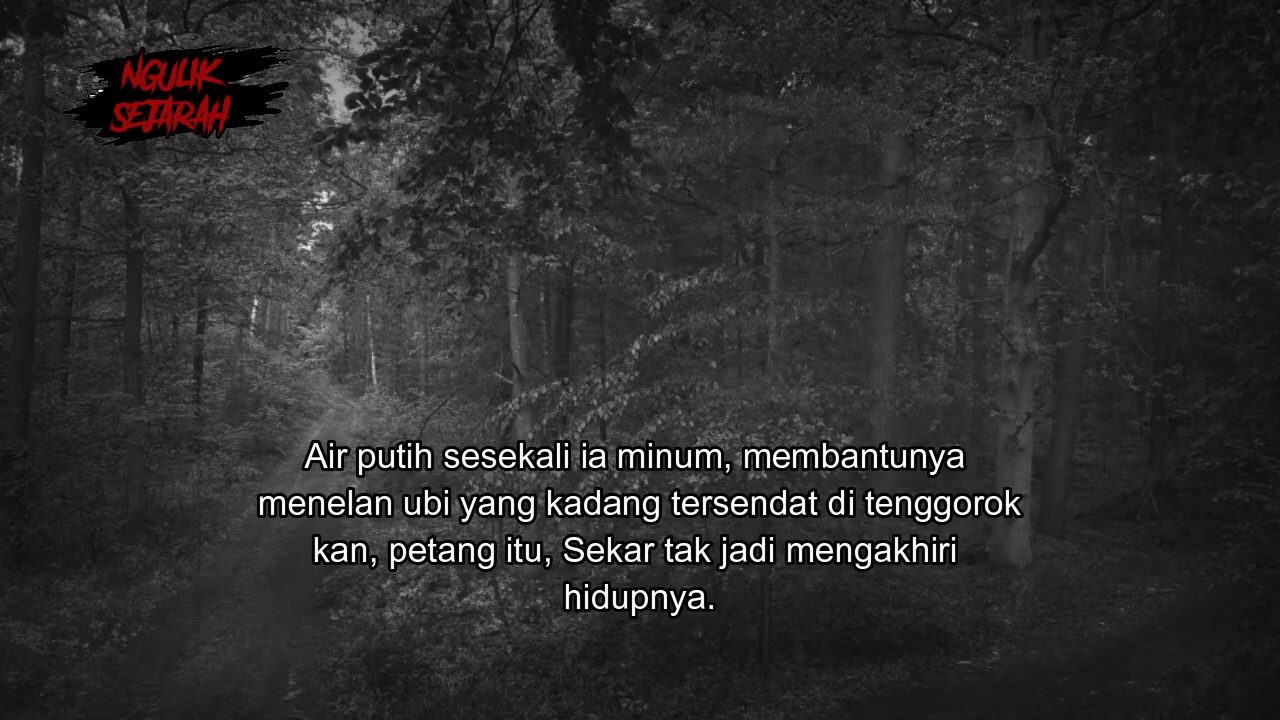 NGULIK
SEJARAH
Air putih sesekali ia minum, membantunya
menelan ubi yang kadang tersendat di tenggorok
kan, petang itu, Sekar tak jadi mengakhiri
hidupnya.